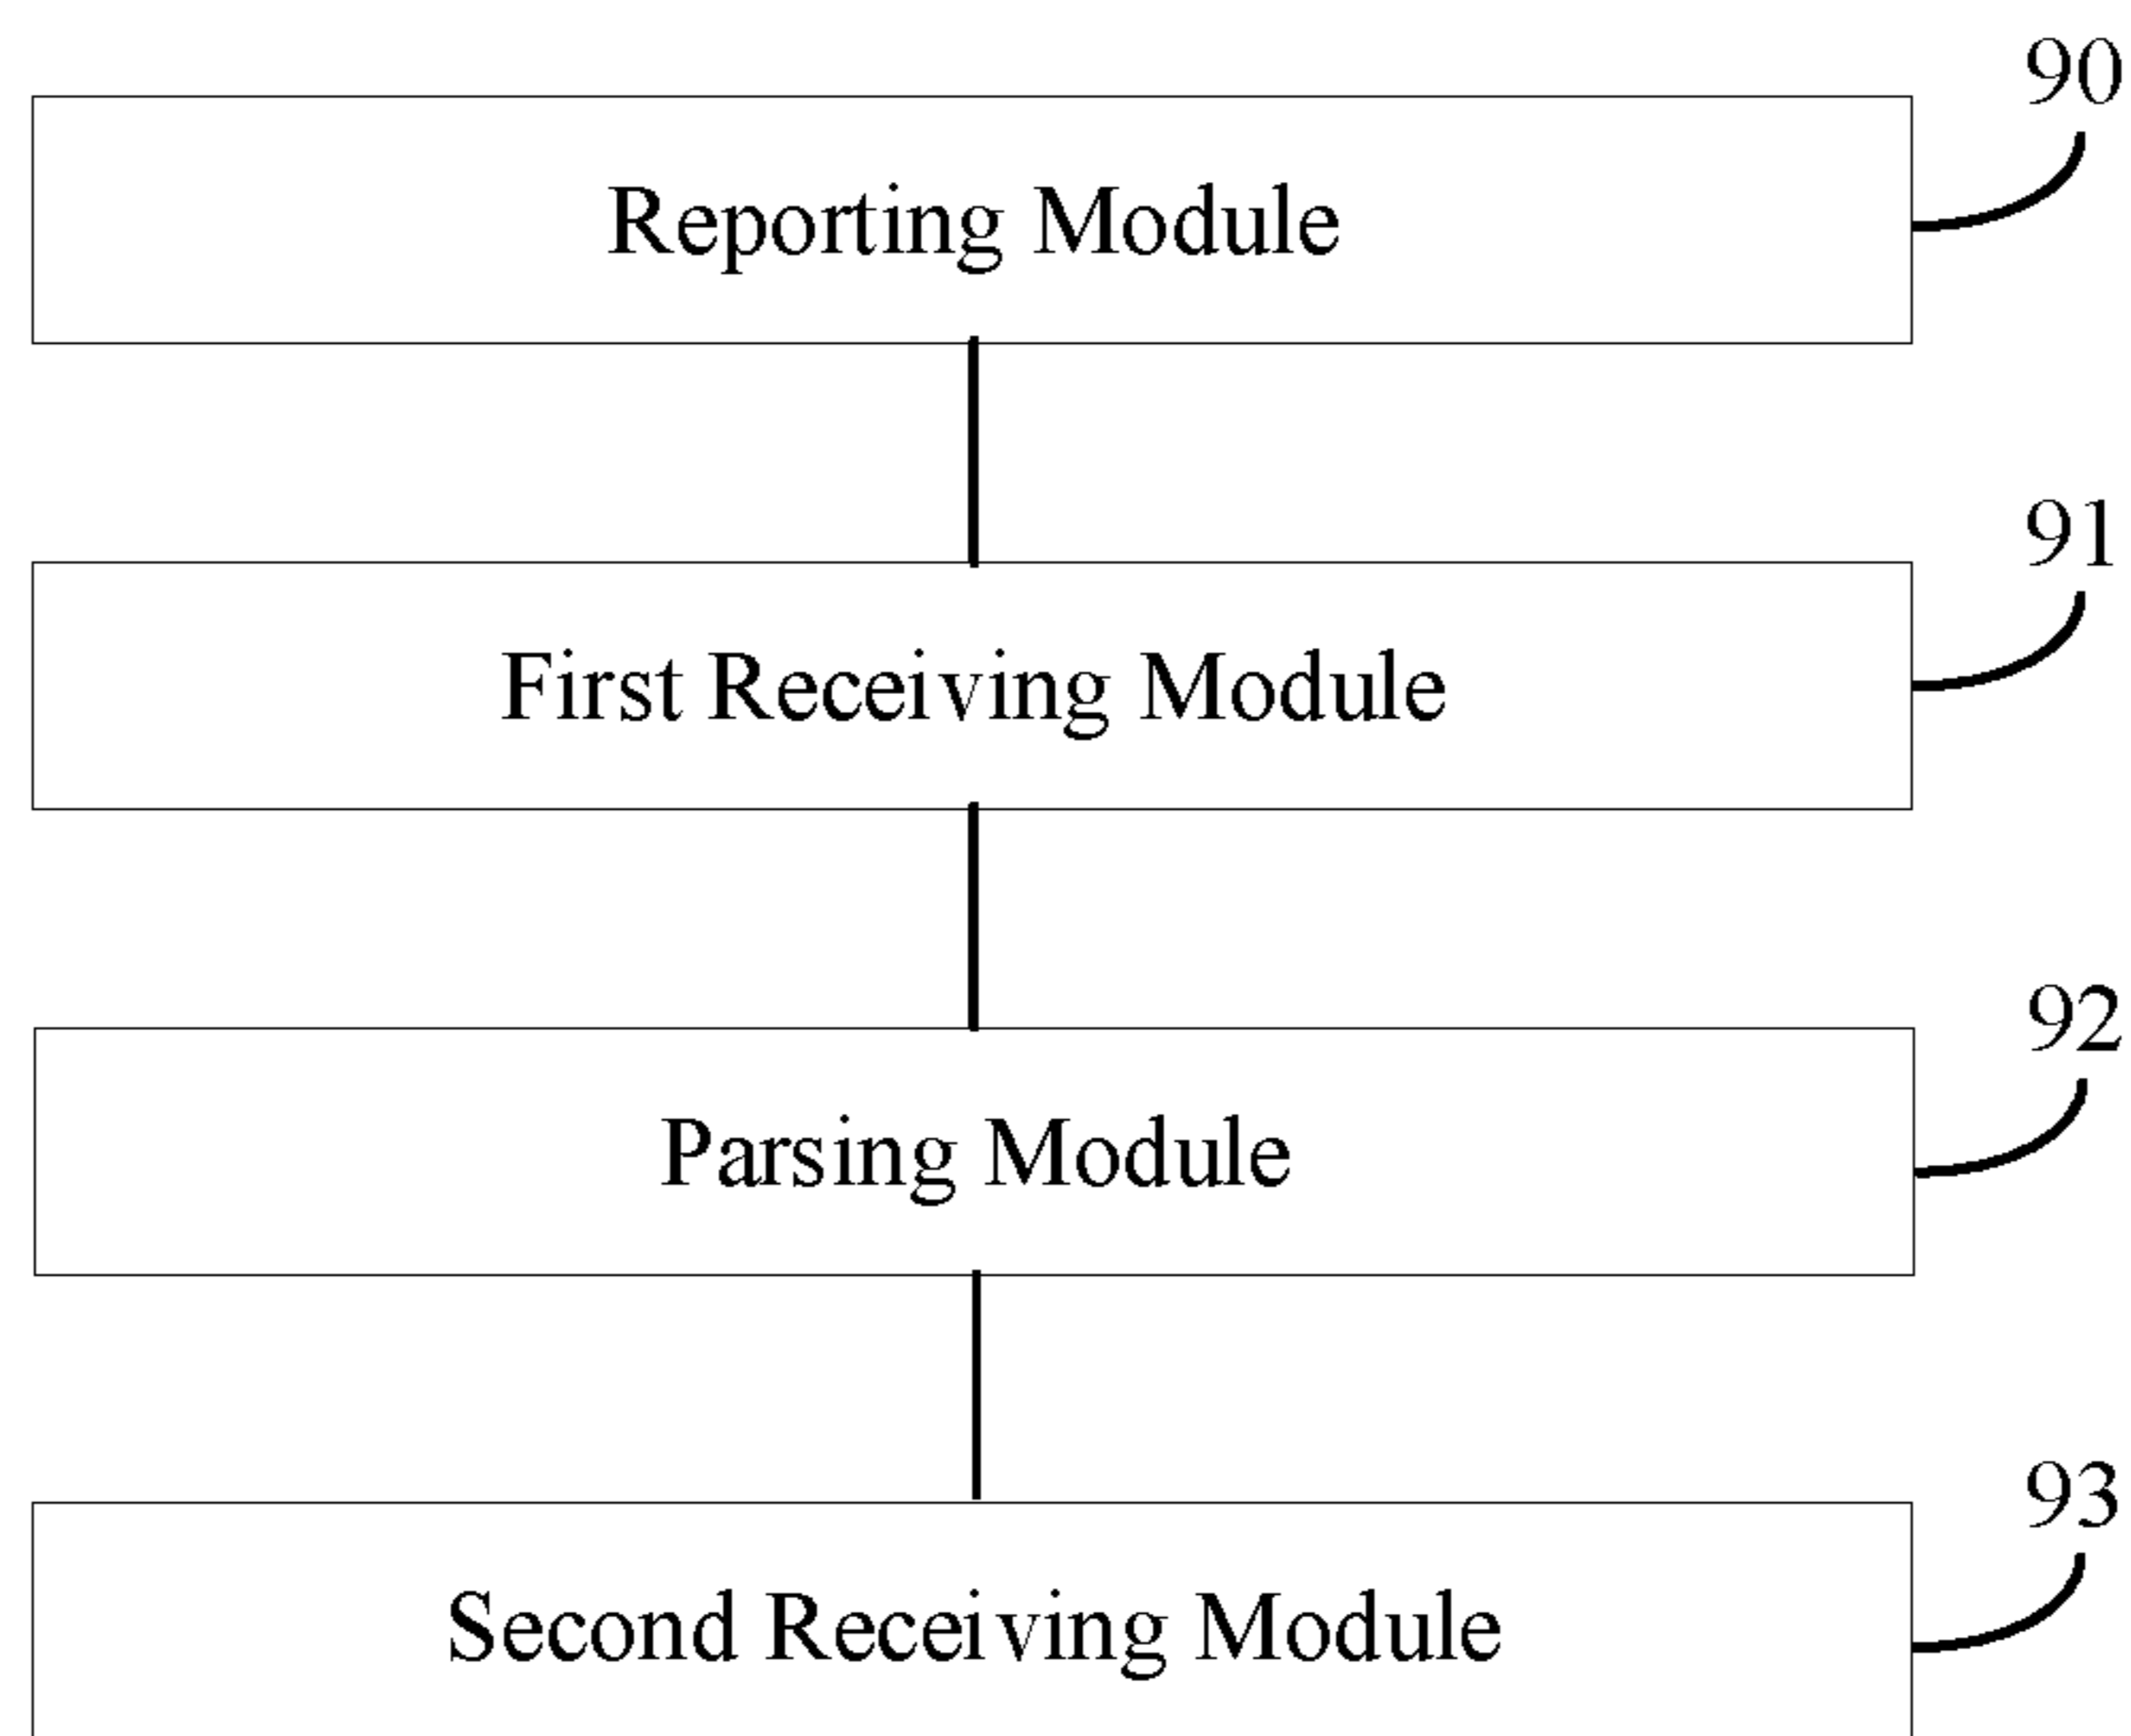 90
Reporting Module
91
First Receiving Module
92
Parsing Module
93
Second Receiving Module